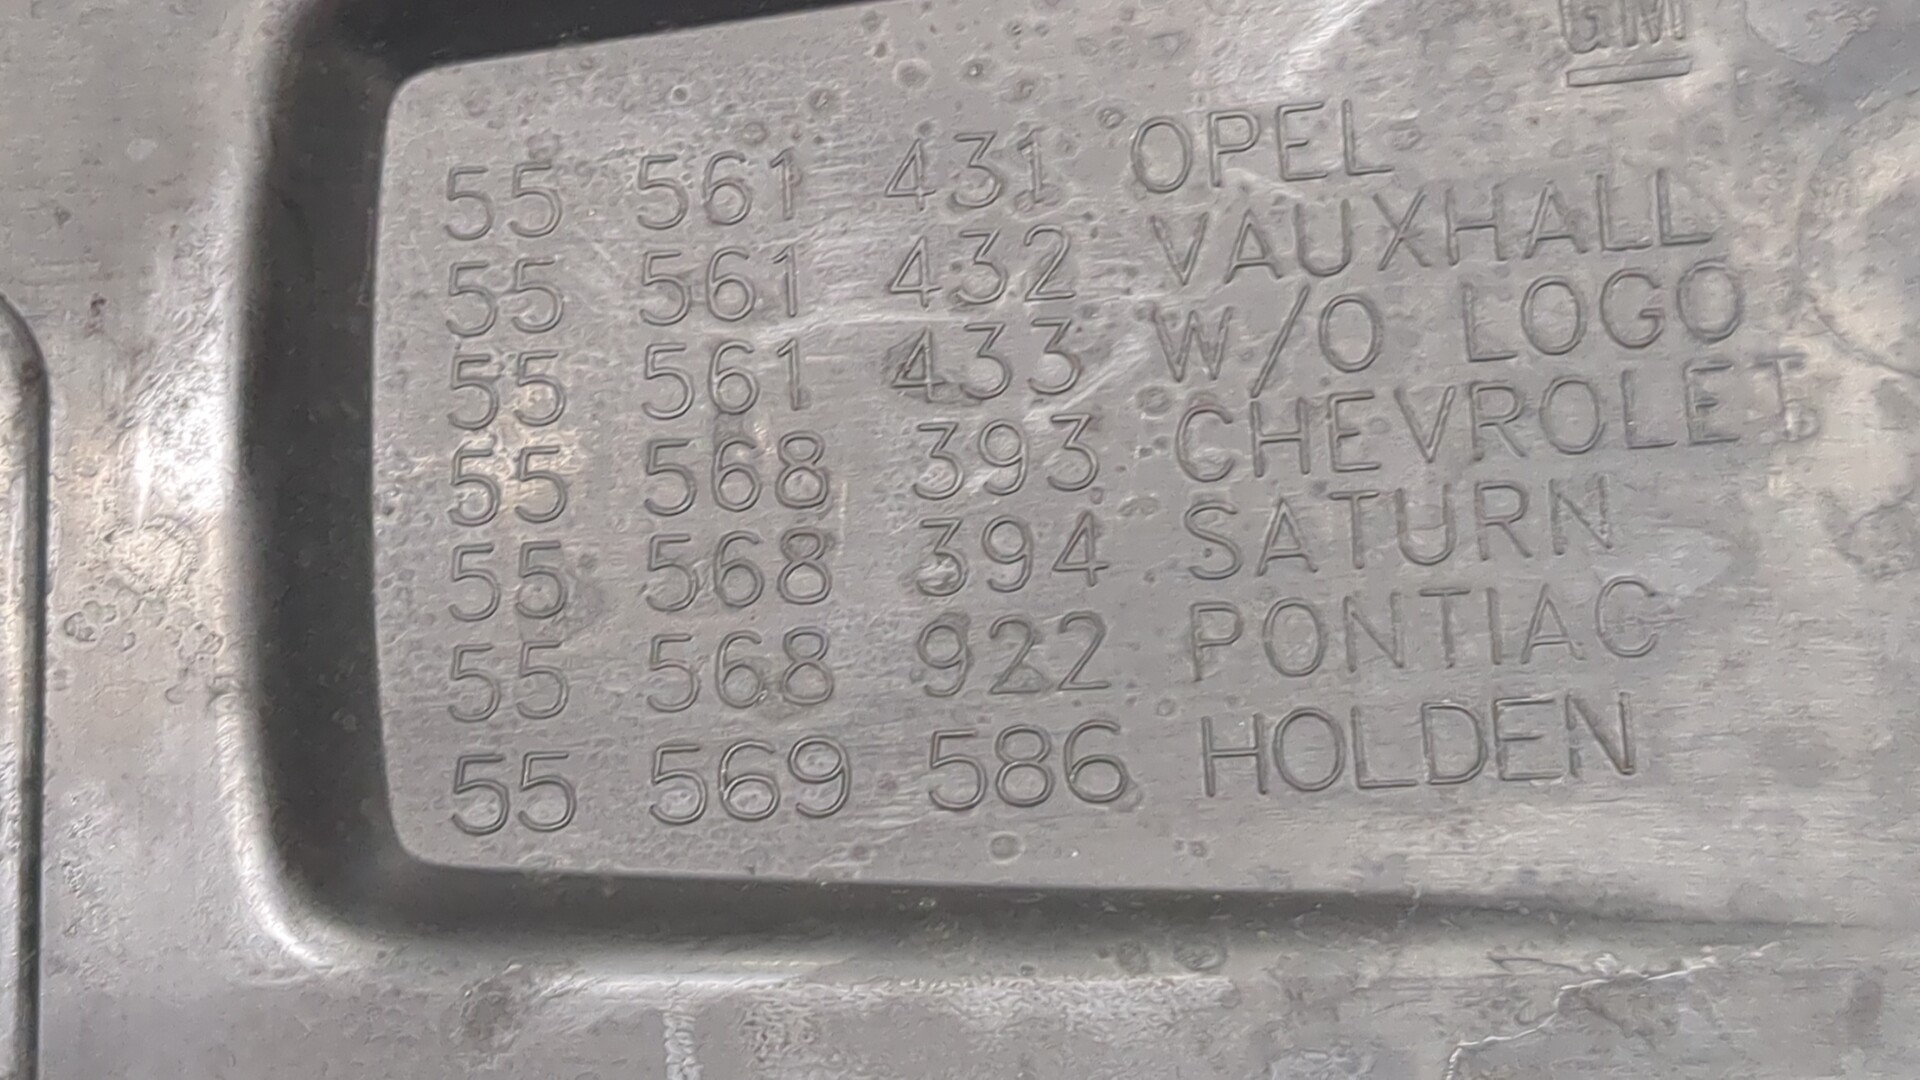 GM
55 561 431 OPEL
55 561 432 VAUXHALL
55 561 433 W/O LOGO
55 568 393 CHEVROLET
55 568 394 SATURN
55 568 922 PONTIAC
55 569 586 HOLDEN